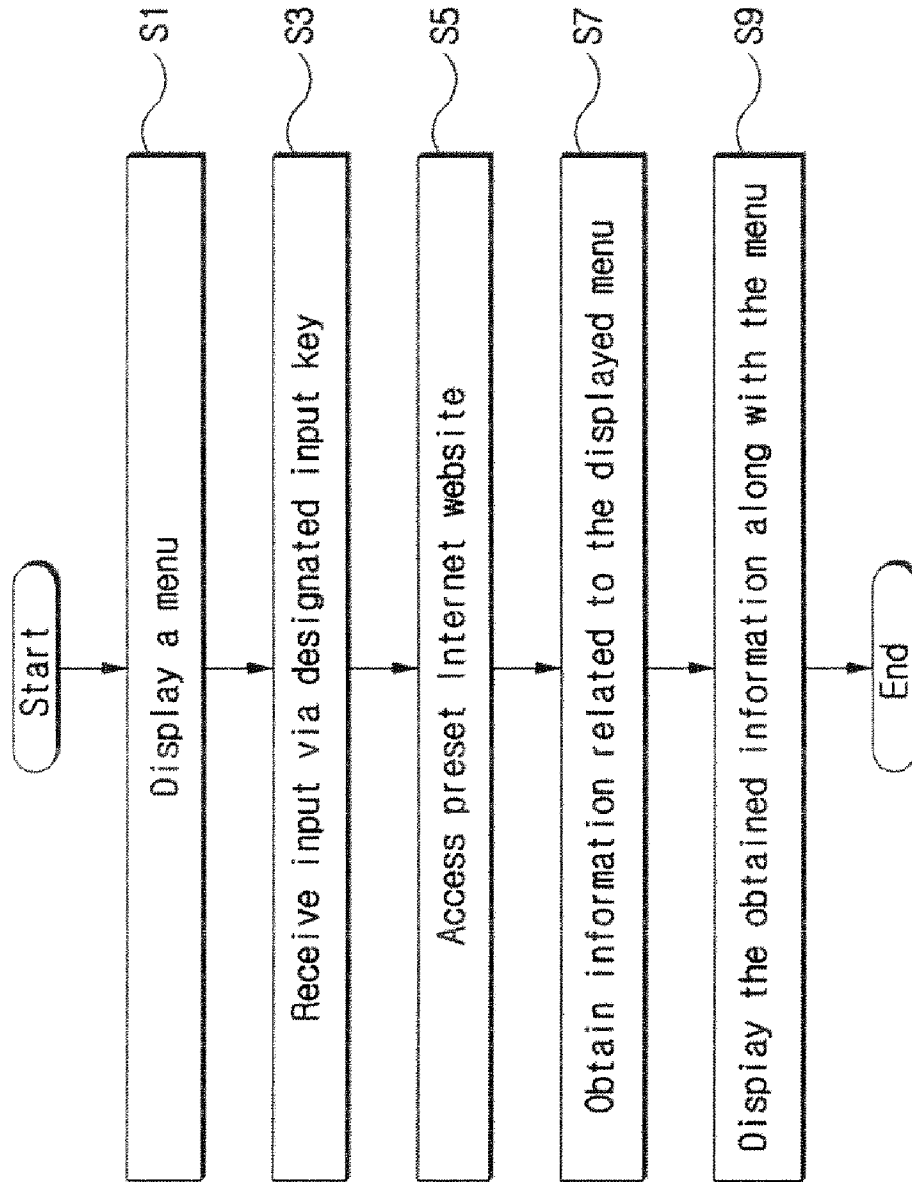 Start
Display a menu
S1
Receive input via designated input key
S3
Access preset Internet website
S5
Obtain information related to the displayed menu
S7
Display the obtained information along with the menu
S9
End